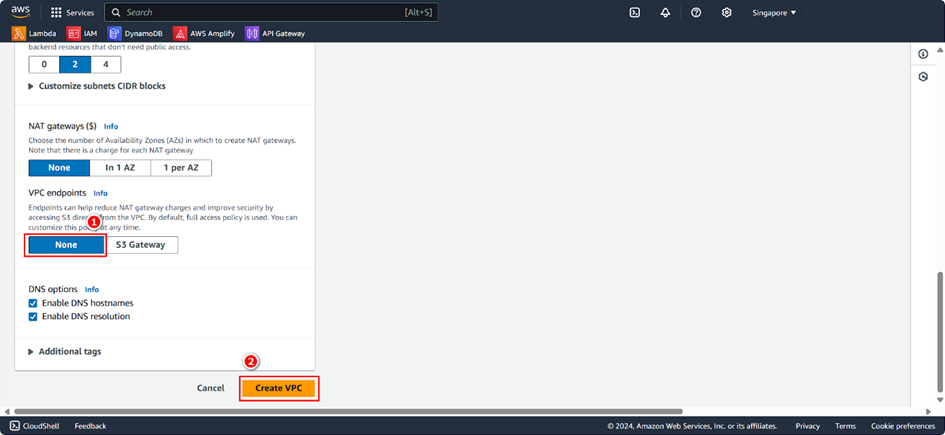 aws
Services
Search
[Alt+S]
Singapore ▼
Lambda
IAM
DynamoDB
AWS Amplify
API Gateway
backend resources that don't need public access.
0 2 4
Customize subnets CIDR blocks
NAT gateways ($) Info
Choose the number of Availability Zones (AZs) in which to create NAT gateways.
Note that there is a charge for each NAT gateway
None In 1 AZ 1 per AZ
VPC endpoints Info
Endpoints can help reduce NAT gateway charges and improve security by
accessing S3 from the VPC. By default, full access policy is used. You can
customize this at any time.
1
None S3 Gateway
DNS options Info
Enable DNS hostnames
Enable DNS resolution
Additional tags
2
Cancel Create VPC
CloudShell Feedback © 2024, Amazon Web Services, Inc. or its affiliates. Privacy Terms Cookie preferences